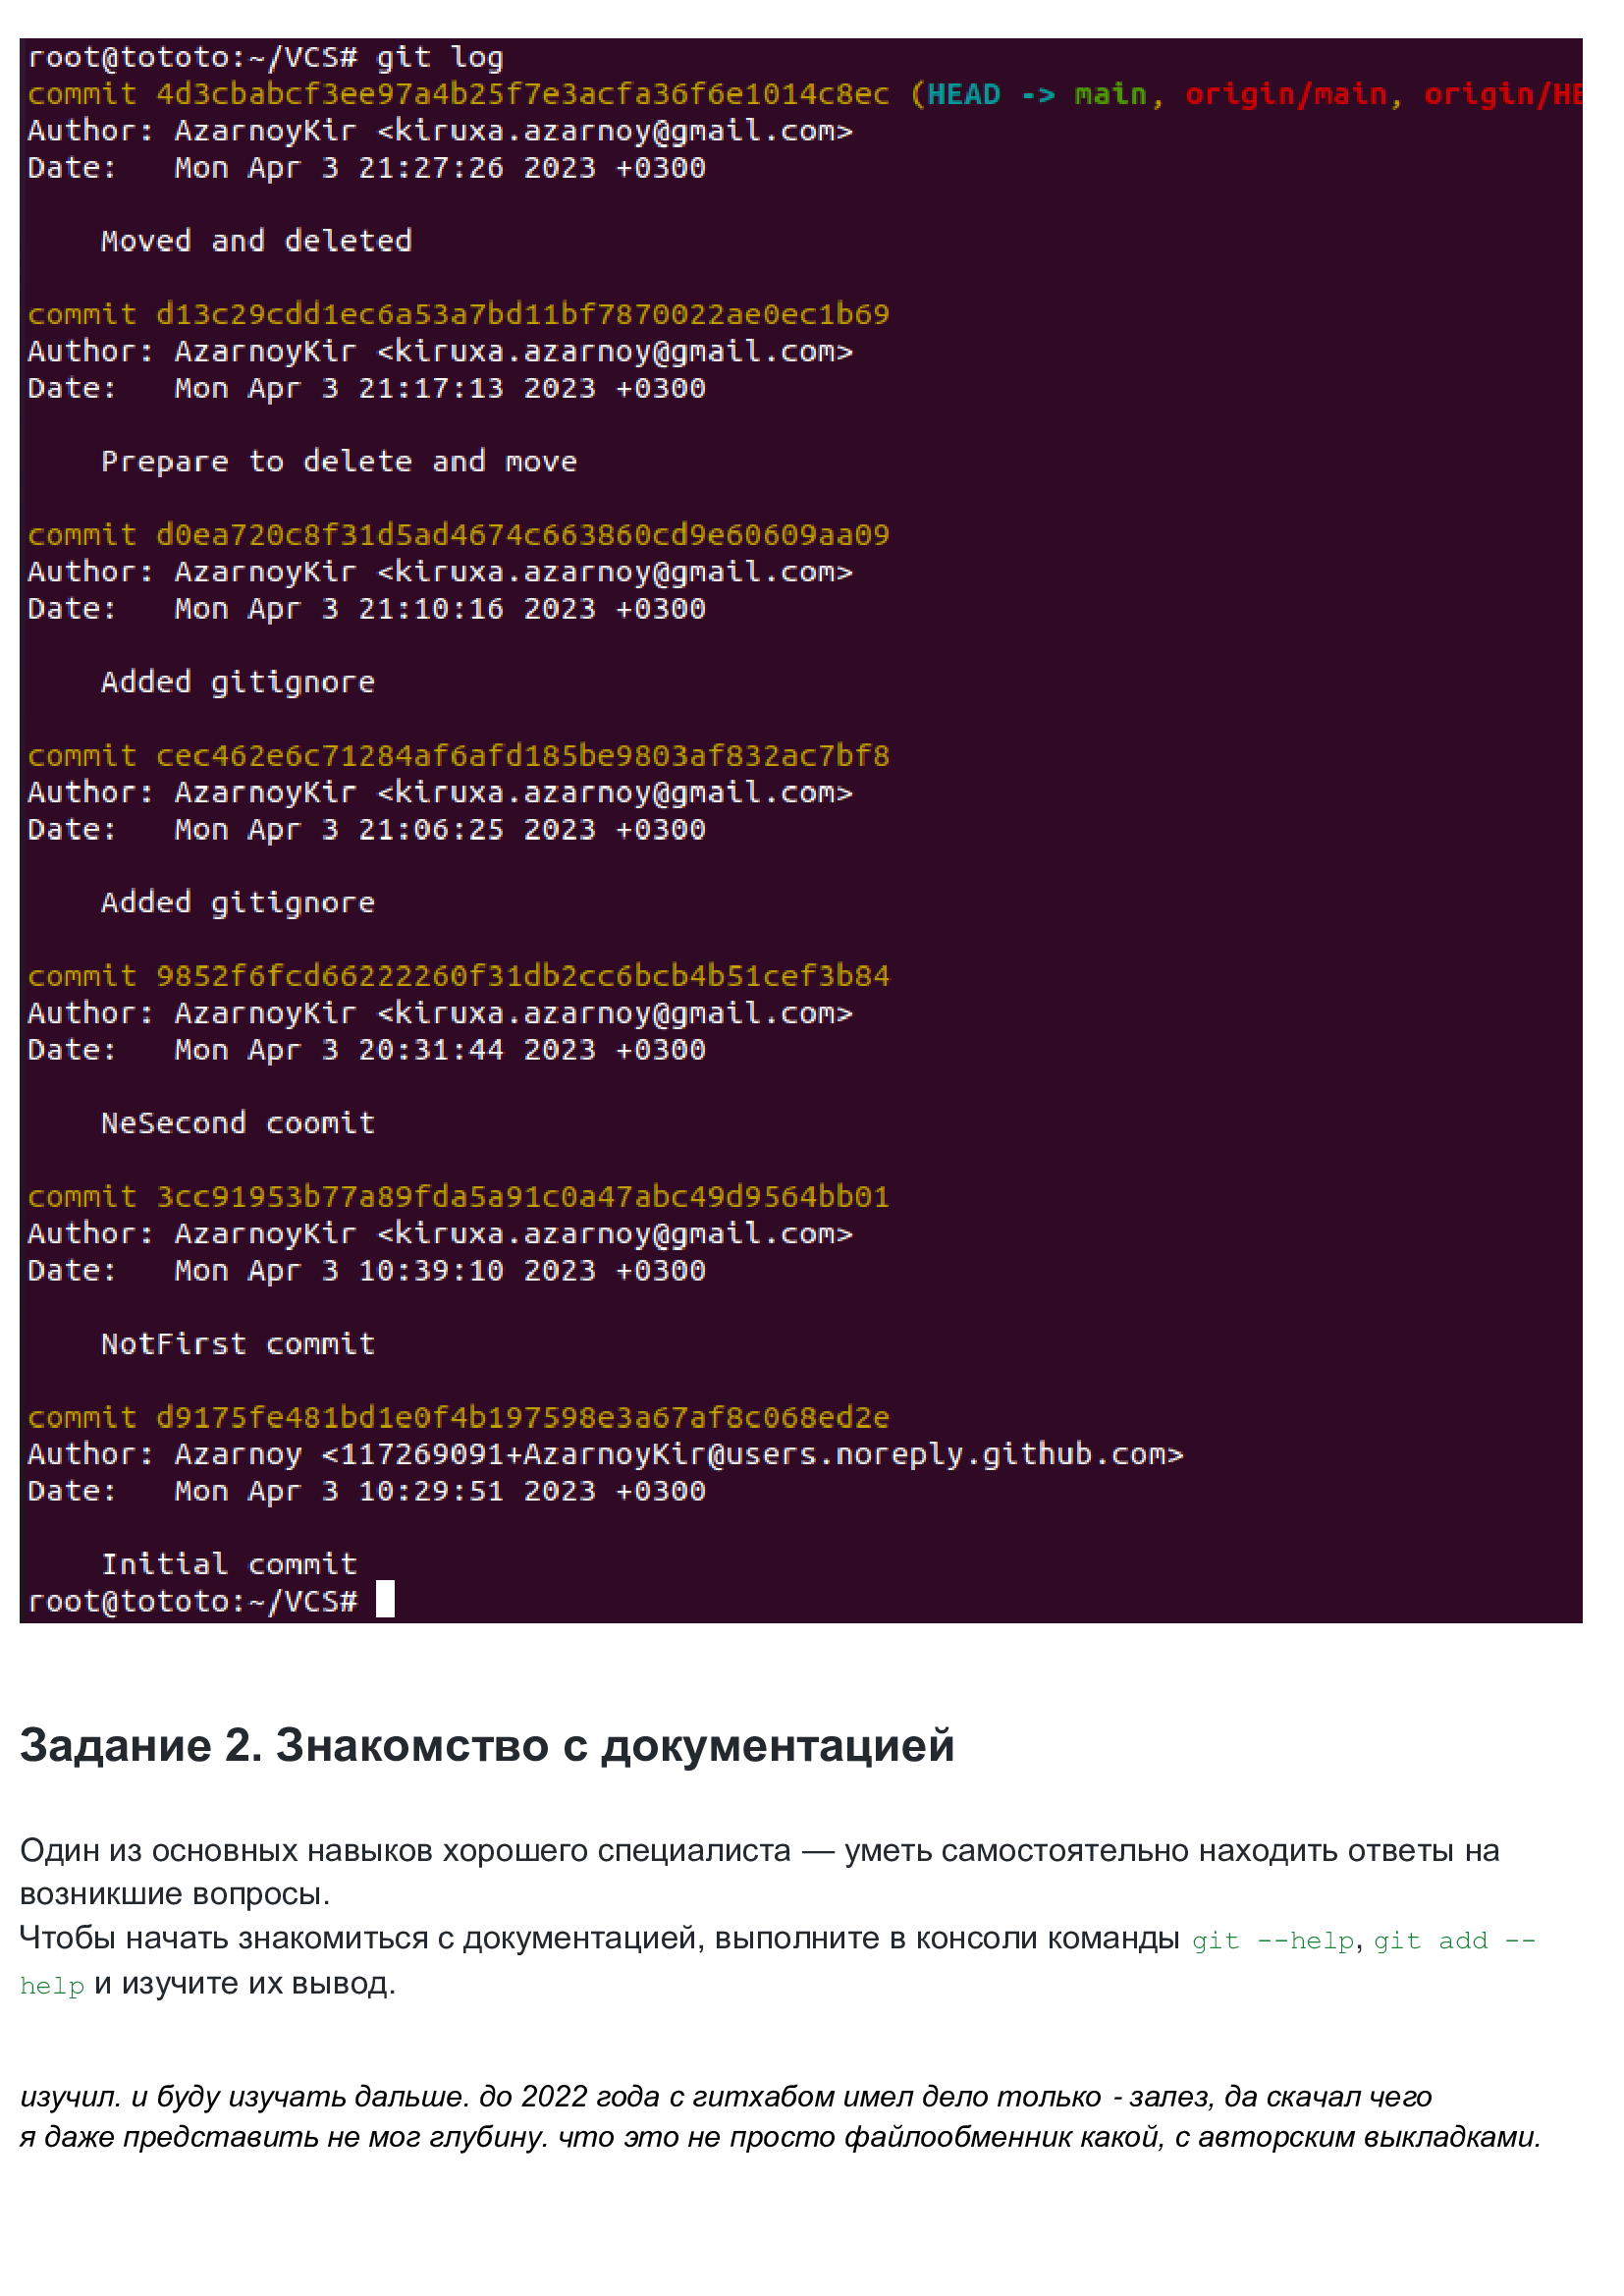 root@tototo:~/VCS# git log
commit 4d3cbabcf3ee97a4b25f7e3acfa36f6e1014c8ec (HEAD -> main, origin/main, origin/HE
Author: AzarnoyKir <kiruxa.azarnoy@gmail.com>
Date:   Mon Apr 3 21:27:26 2023 +0300
Moved and deleted
commit d13c29cdd1ec6a53a7bd11bf7870022ae0ec1b69
Author: AzarnoyKir <kiruxa.azarnoy@gmail.com>
Date:   Mon Apr 3 21:17:13 2023 +0300
Prepare to delete and move
commit d0ea720c8f31d5ad4674c663860cd9e60609aa09
Author: AzarnoyKir <kiruxa.azarnoy@gmail.com>
Date:   Mon Apr 3 21:10:16 2023 +0300
Added gitignore
commit cec462e6c71284af6afd185be9803af832ac7bf8
Author: AzarnoyKir <kiruxa.azarnoy@gmail.com>
Date:   Mon Apr 3 21:06:25 2023 +0300
Added gitignore
commit 9852f6fcd66222260f31db2cc6bcb4b51cef3b84
Author: AzarnoyKir <kiruxa.azarnoy@gmail.com>
Date:   Mon Apr 3 20:31:44 2023 +0300
NeSecond coomit
commit 3cc91953b77a89fda5a91c0a47abc49d9564bb01
Author: AzarnoyKir <kiruxa.azarnoy@gmail.com>
Date:   Mon Apr 3 10:39:10 2023 +0300
NotFirst commit
commit d9175fe481bd1e0f4b197598e3a67af8c068ed2e
Author: Azarnoy <117269091+AzarnoyKir@users.noreply.github.com>
Date:   Mon Apr 3 10:29:51 2023 +0300
Initial commit
root@tototo:~/VCS#
Задание 2. Знакомство с документацией
Один из основных навыков хорошего специалиста — уметь самостоятельно находить ответы на
возникшие вопросы.
Чтобы начать знакомиться с документацией, выполните в консоли команды git --help, git add --
help и изучите их вывод.
изучил. и буду изучать дальше. до 2022 года с гитхабом имел дело только - залез, да скачал чего
я даже представить не мог глубину. что это не просто файлообменник какой, с авторским выкладками.